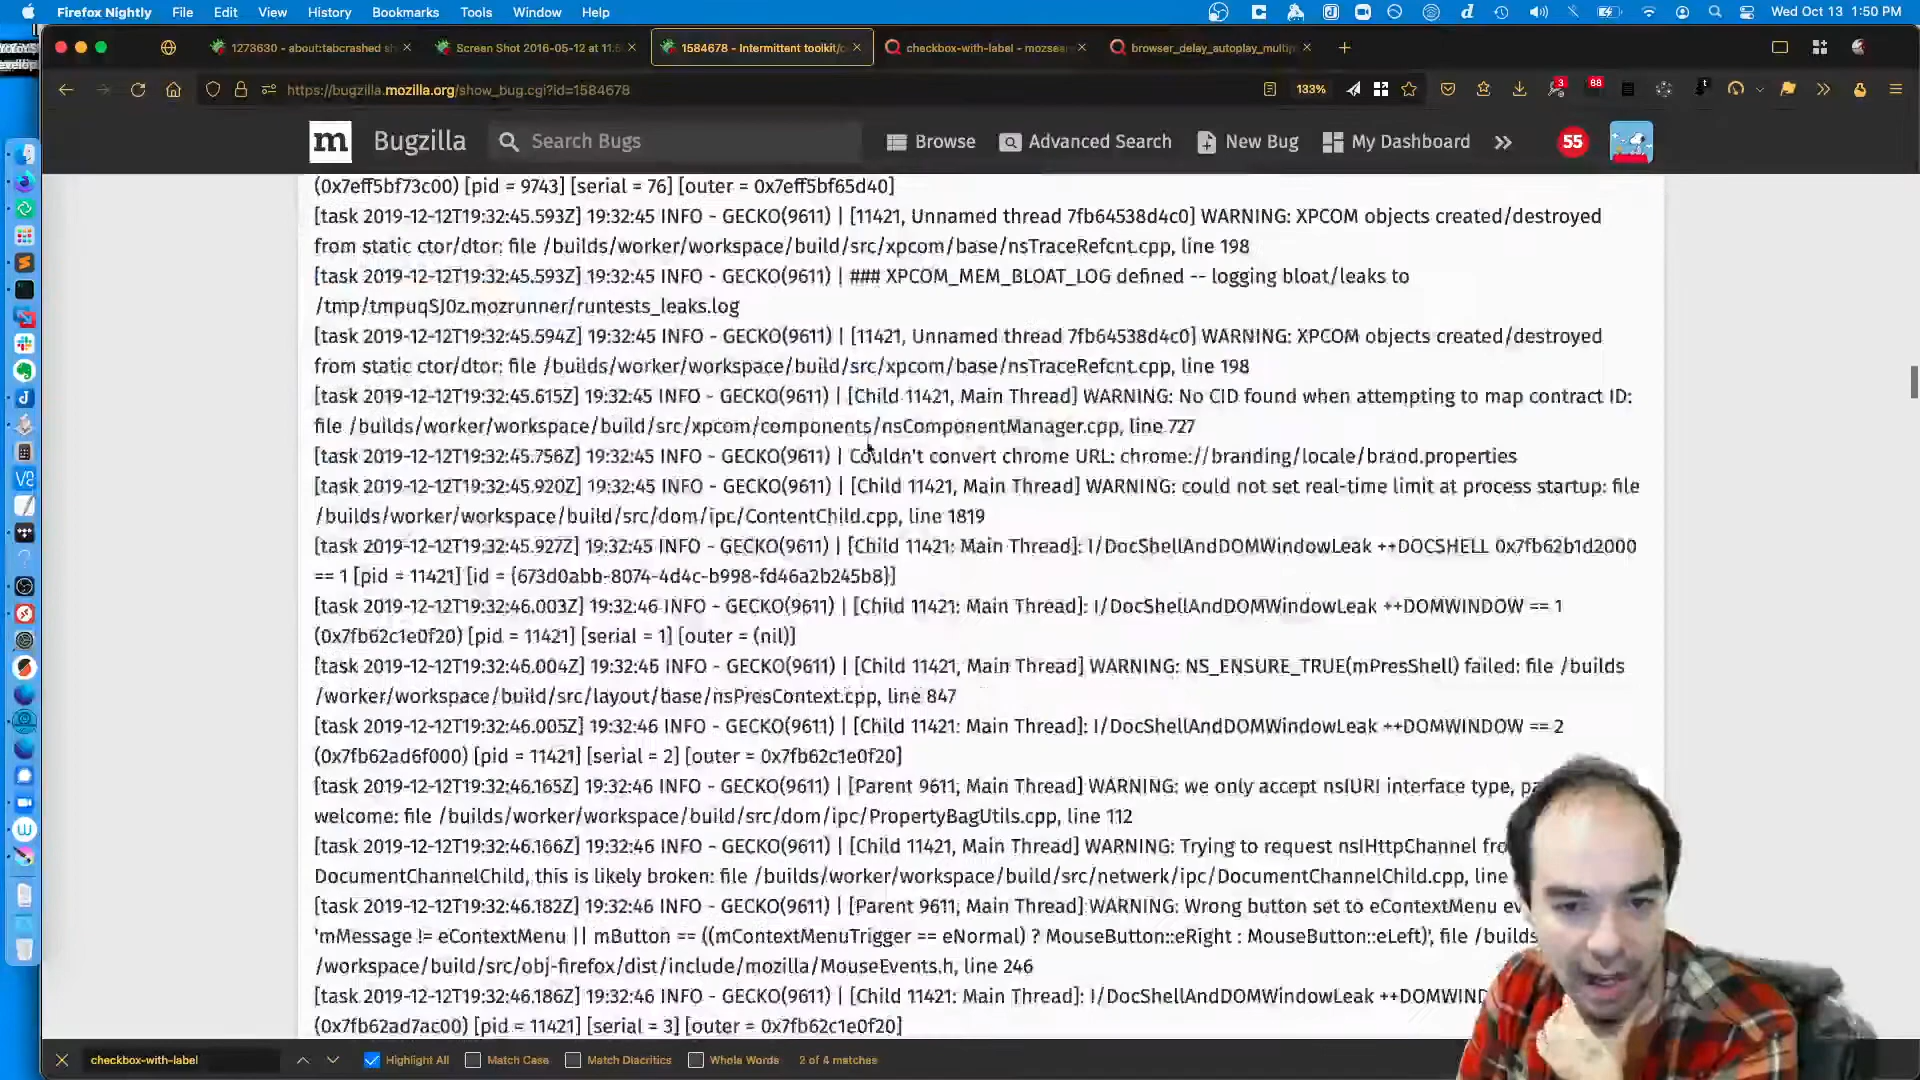 Firefox Nightly File Edit View History Bookmarks Tools Window Help Wed Oct 13 1:50 PM
1273630 - about:tabcrashed sh Screen Shot 2016-05-12 at 11.5 1584678 - Intermittent toolkit/c checkbox-with-label - mozsear browser_delay_autoplay_multip
https://bugzilla.mozilla.org/show_bug.cgi?id=1584678 133% 3 88
m Bugzilla Search Bugs Browse Advanced Search New Bug My Dashboard 55
(0x7eff5bf73c00) [pid = 9743] [serial = 76] [outer = 0x7eff5bf65d40]
[task 2019-12-12T19:32:45.593Z] 19:32:45 INFO - GECKO(9611) | [11421, Unnamed thread 7fb64538d4c0] WARNING: XPCOM objects created/destroyed
from static ctor/dtor: file /builds/worker/workspace/build/src/xpcom/base/nsTraceRefcnt.cpp, line 198
[task 2019-12-12T19:32:45.593Z] 19:32:45 INFO - GECKO(9611) | ### XPCOM_MEM_BLOAT_LOG defined -- logging bloat/leaks to
/tmp/tmpuqSJ0z.mozrunner/runtests_leaks.log
[task 2019-12-12T19:32:45.594Z] 19:32:45 INFO - GECKO(9611) | [11421, Unnamed thread 7fb64538d4c0] WARNING: XPCOM objects created/destroyed
from static ctor/dtor: file /builds/worker/workspace/build/src/xpcom/base/nsTraceRefcnt.cpp, line 198
[task 2019-12-12T19:32:45.615Z] 19:32:45 INFO - GECKO(9611) | [Child 11421, Main Thread] WARNING: No CID found when attempting to map contract ID:
file /builds/worker/workspace/build/src/xpcom/components/nsComponentManager.cpp, line 727
[task 2019-12-12T19:32:45.756Z] 19:32:45 INFO - GECKO(9611) | Couldn't convert chrome URL: chrome://branding/locale/brand.properties
[task 2019-12-12T19:32:45.920Z] 19:32:45 INFO - GECKO(9611) | [Child 11421, Main Thread] WARNING: could not set real-time limit at process startup: file
/builds/worker/workspace/build/src/dom/ipc/ContentChild.cpp, line 1819
[task 2019-12-12T19:32:45.927Z] 19:32:45 INFO - GECKO(9611) | [Child 11421: Main Thread]: I/DocShellAndDOMWindowLeak ++DOCSHELL 0x7fb62b1d2000
== 1 [pid = 11421] [id = {673d0abb-8074-4d4c-b998-fd46a2b245b8}]
[task 2019-12-12T19:32:46.003Z] 19:32:46 INFO - GECKO(9611) | [Child 11421: Main Thread]: I/DocShellAndDOMWindowLeak ++DOMWINDOW == 1
(0x7fb62c1e0f20) [pid = 11421] [serial = 1] [outer = (nil)]
[task 2019-12-12T19:32:46.004Z] 19:32:46 INFO - GECKO(9611) | [Child 11421, Main Thread] WARNING: NS_ENSURE_TRUE(mPresShell) failed: file /builds
/worker/workspace/build/src/layout/base/nsPresContext.cpp, line 847
[task 2019-12-12T19:32:46.005Z] 19:32:46 INFO - GECKO(9611) | [Child 11421: Main Thread]: I/DocShellAndDOMWindowLeak ++DOMWINDOW == 2
(0x7fb62ad6f000) [pid = 11421] [serial = 2] [outer = 0x7fb62c1e0f20]
[task 2019-12-12T19:32:46.165Z] 19:32:46 INFO - GECKO(9611) | [Parent 9611, Main Thread] WARNING: we only accept nsIURI interface type, pa
welcome: file /builds/worker/workspace/build/src/dom/ipc/PropertyBagUtils.cpp, line 112
[task 2019-12-12T19:32:46.166Z] 19:32:46 INFO - GECKO(9611) | [Child 11421, Main Thread] WARNING: Trying to request nsIHttpChannel fro
DocumentChannelChild, this is likely broken: file /builds/worker/workspace/build/src/netwerk/ipc/DocumentChannelChild.cpp, line
[task 2019-12-12T19:32:46.182Z] 19:32:46 INFO - GECKO(9611) | [Parent 9611, Main Thread] WARNING: Wrong button set to eContextMenu ev
'mMessage != eContextMenu || mButton == ((mContextMenuTrigger == eNormal) ? MouseButton::eRight : MouseButton::eLeft)', file /builds
/workspace/build/src/obj-firefox/dist/include/mozilla/MouseEvents.h, line 246
[task 2019-12-12T19:32:46.186Z] 19:32:46 INFO - GECKO(9611) | [Child 11421: Main Thread]: I/DocShellAndDOMWindowLeak ++DOMWIND
(0x7fb62ad7ac00) [pid = 11421] [serial = 3] [outer = 0x7fb62c1e0f20]
checkbox-with-label Highlight All Match Case Match Diacritics Whole Words 2 of 4 matches